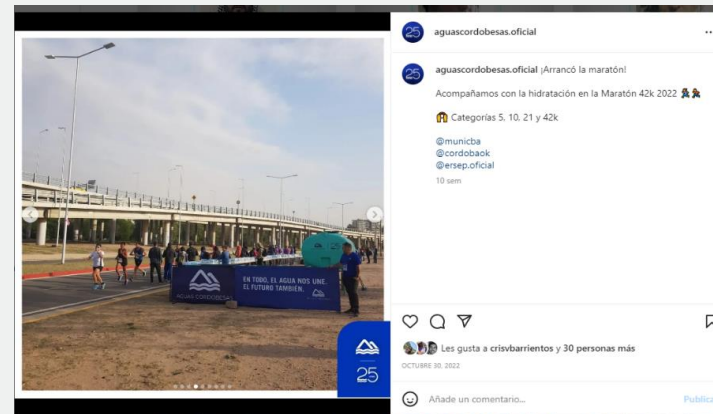 25
aguascordobesas.oficial
25
aguascordobesas.oficial ¡Arrancó la maratón!
Acompañamos con la hidratación en la Maratón 42k 2022
Categorías 5, 10, 21 y 42k
@municba
@cordobaok
@ersep.oficial
10 sem
AGUAS CORDOBESAS
EN TODO, EL AGUA NOS UNE.
EL FUTURO TAMBIÉN.
25
Les gusta a crisvbarrientos y 30 personas más
OCTUBRE 30, 2022
Añade un comentario...
Publica